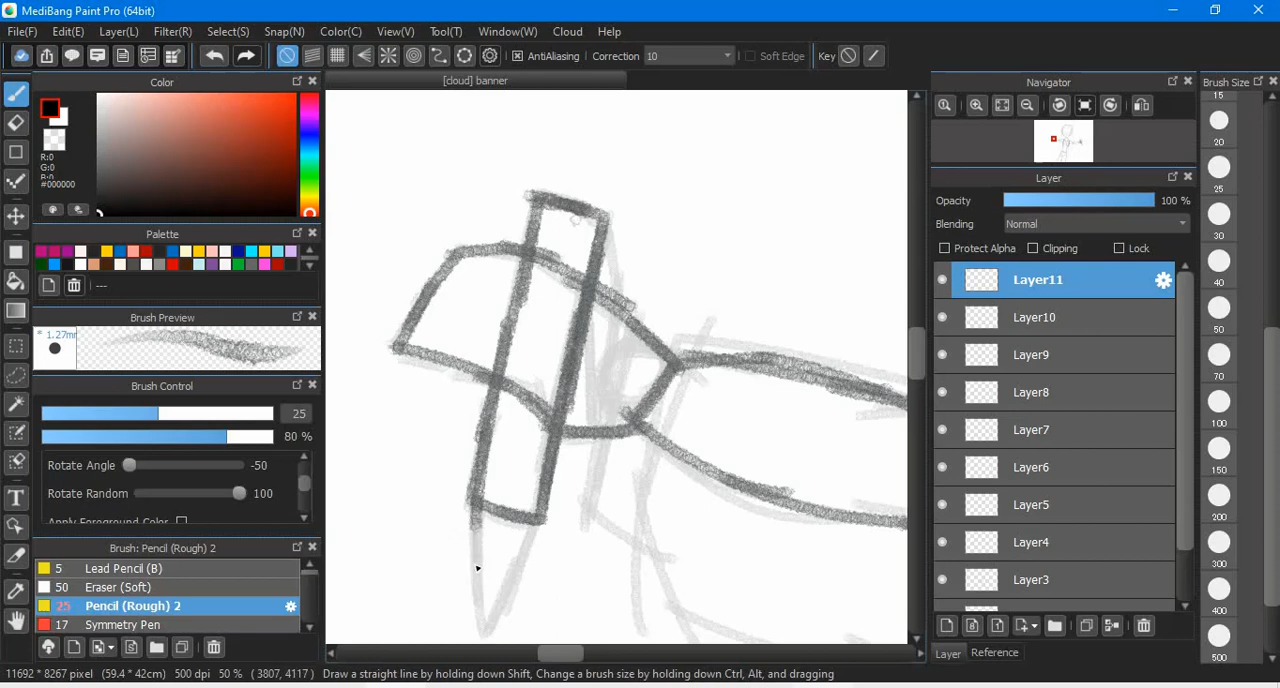 MediBang Paint Pro (64bit)
File(F) Edit(E) Layer(L) Filter(R) Select(S) Snap(N) Color(C) View(V) Tool(T) Window(W) Cloud Help
AntiAliasing Correction 10 Soft Edge Key
Color
[cloud] banner
Navigator
Brush Size
15
20
25
30
40
50
70
100
150
200
300
400
500
R:0
G:0
B:0
#000000
Palette
---
Brush Preview
* 1.27mm
Brush Control
25
80 %
Rotate Angle -50
Rotate Random 100
Apply Foreground Color
Brush: Pencil (Rough) 2
5 Lead Pencil (B)
50 Eraser (Soft)
25 Pencil (Rough) 2
17 Symmetry Pen
Layer
Opacity 100 %
Blending Normal
Protect Alpha Clipping Lock
Layer11
Layer10
Layer9
Layer8
Layer7
Layer6
Layer5
Layer4
Layer3
Layer Reference
11692 * 8267 pixel (59.4 * 42cm) 500 dpi 50 % ( 3807, 4117 ) Draw a straight line by holding down Shift, Change a brush size by holding down Ctrl, Alt, and dragging